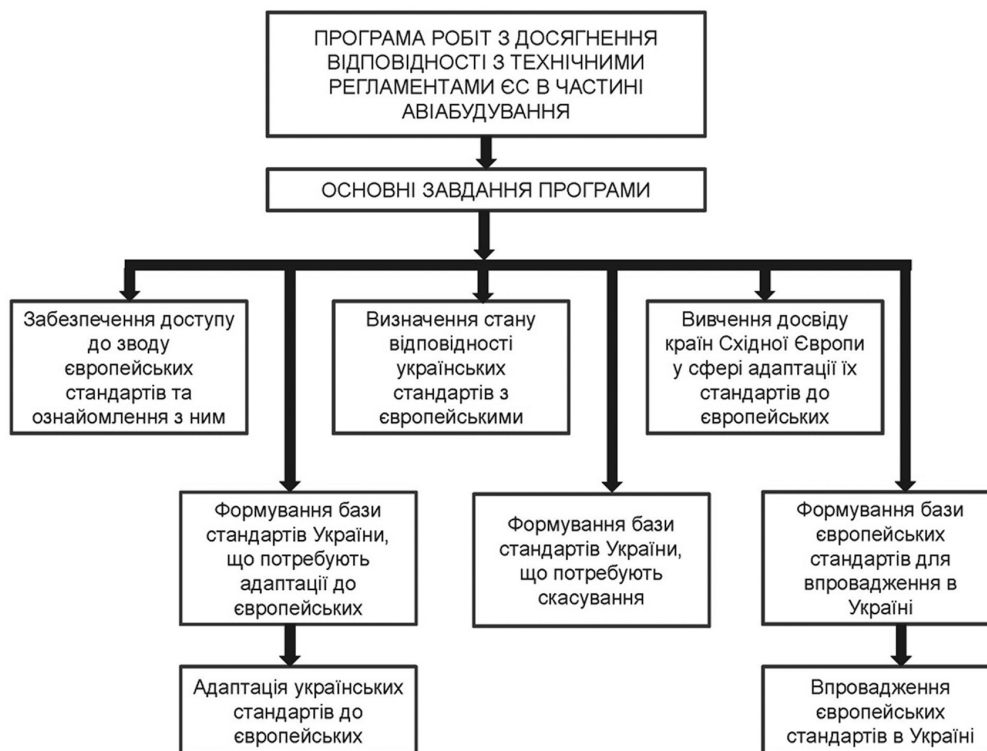 ПРОГРАМА РОБІТ З ДОСЯГНЕННЯ
ВІДПОВІДНОСТІ З ТЕХНІЧНИМИ
РЕГЛАМЕНТАМИ ЄС В ЧАСТИНІ
АВІАБУДУВАННЯ
ОСНОВНІ ЗАВДАННЯ ПРОГРАМИ
Забезпечення доступу
до зводу
європейських
стандартів та
ознайомлення з ним
Визначення стану
відповідності
українських
стандартів з
європейськими
Вивчення досвіду
країн Східної Європи
у сфері адаптації їх
стандартів до
європейських
Формування бази
стандартів України,
що потребують
адаптації до
європейських
Формування бази
стандартів України,
що потребують
скасування
Формування бази
європейських
стандартів для
впровадження в
Україні
Адаптація українських
стандартів до
європейських
Впровадження
європейських
стандартів в Україні